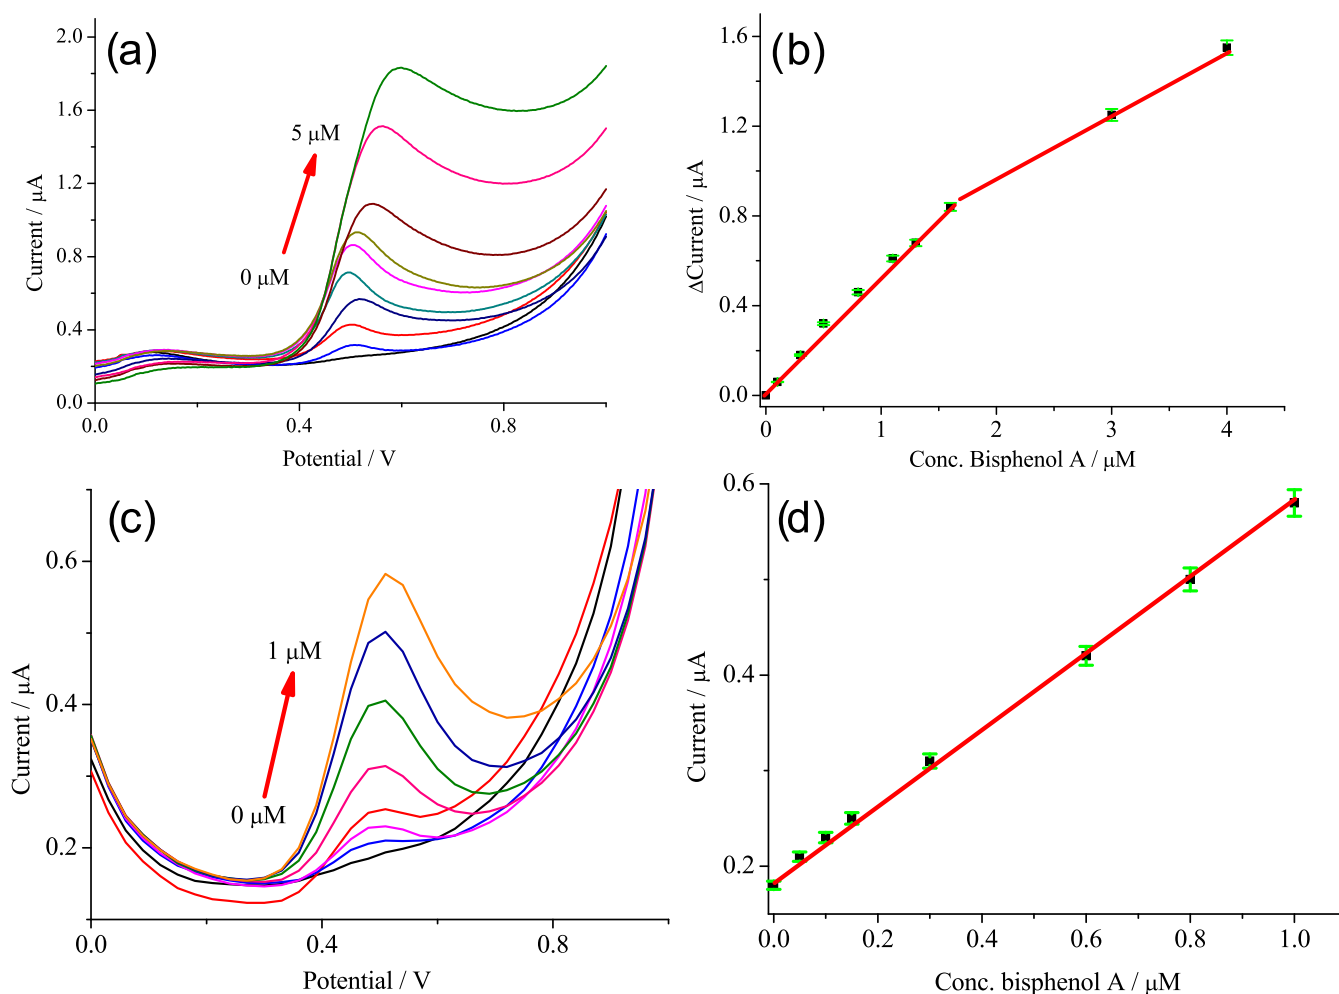 (a)
2.0
1.6
1.2
0.8
0.4
0.0
Current / μA
5 μM
0 μM
0.0
0.4
0.8
Potential / V
(b)
1.6
1.2
0.8
0.4
0.0
ΔCurrent / μA
0
1
2
3
4
Conc. Bisphenol A / μM
(c)
0.6
0.4
0.2
Current / μA
1 μM
0 μM
0.0
0.4
0.8
Potential / V
(d)
0.6
0.4
0.2
Current / μA
0.0
0.2
0.4
0.6
0.8
1.0
Conc. bisphenol A / μM